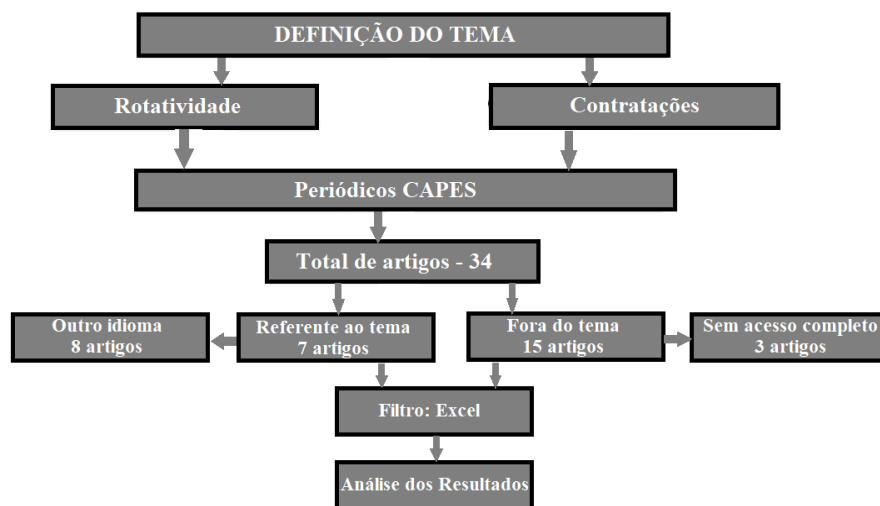 DEFINIÇÃO DO TEMA
Rotatividade
Contratações
Periódicos CAPES
Total de artigos - 34
Outro idioma
8 artigos
Referente ao tema
7 artigos
Fora do tema
15 artigos
Sem acesso completo
3 artigos
Filtro: Excel
Análise dos Resultados